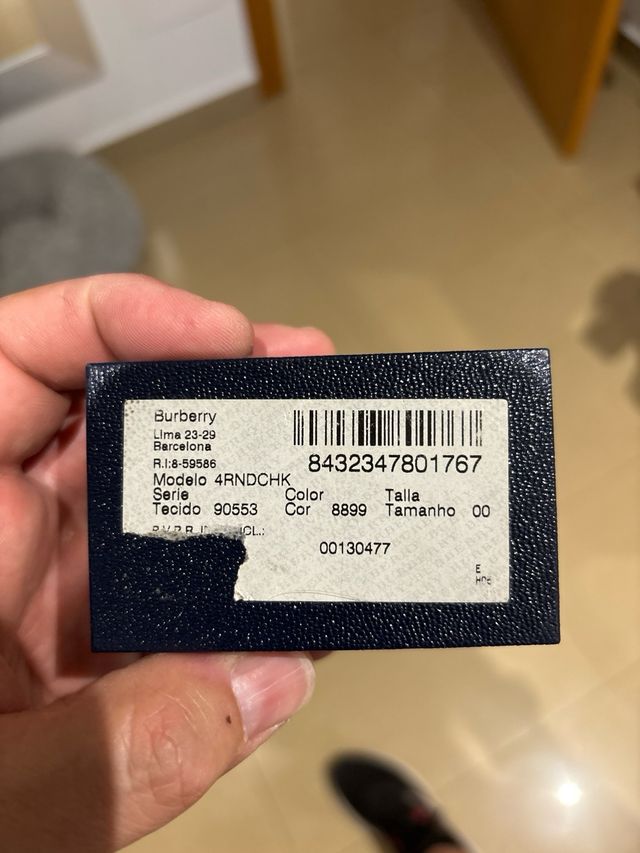 Burberry
Lima 23-29
Barcelona
R.I:8-59586
8432347801767
Modelo 4RNDCHK
Serie Color Talla
Tecido 90553 Cor 8899 Tamanho 00
00130477
E